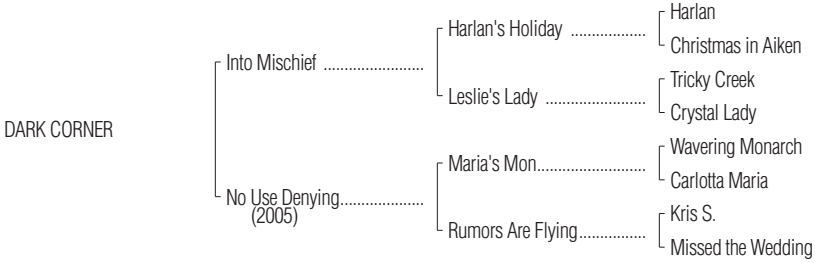 Harlan
Harlan's Holiday ....................
Christmas in Aiken
Into Mischief ...........................
Tricky Creek
Leslie's Lady ...........................
Crystal Lady
DARK CORNER
Wavering Monarch
Maria's Mon.............................
Carlotta Maria
No Use Denying......................
(2005)
Kris S.
Rumors Are Flying..................
Missed the Wedding